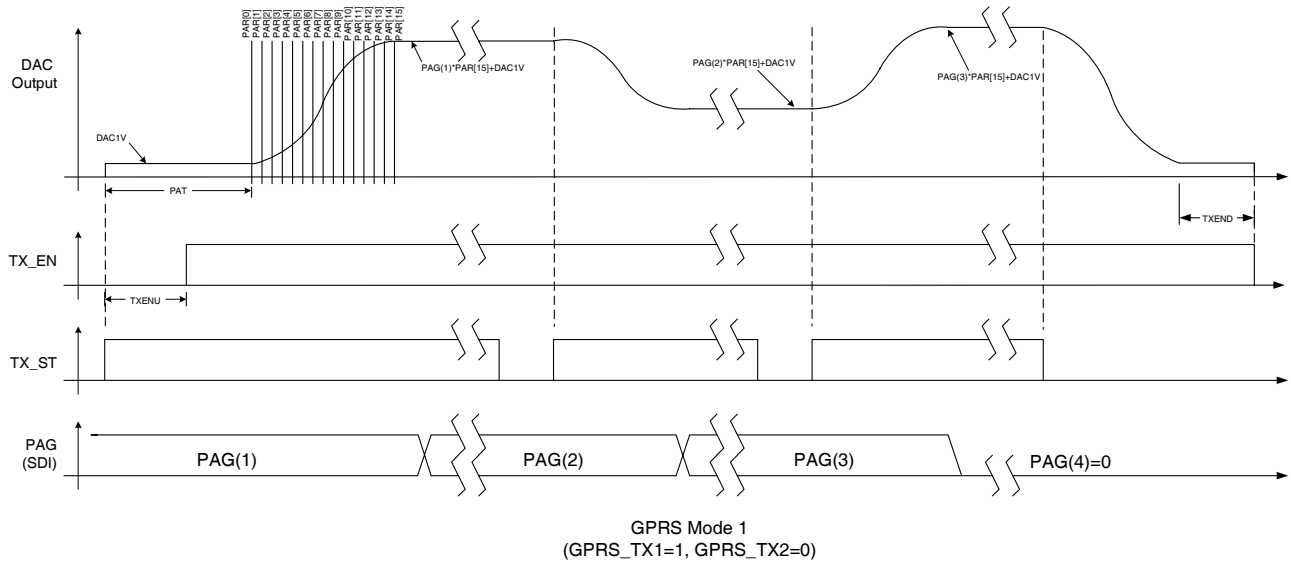 PAR[0]
PAR[1]
PAR[2]
PAR[3]
PAR[4]
PAR[5]
PAR[6]
PAR[7]
PAR[8]
PAR[9]
PAR[10]
PAR[11]
PAR[12]
PAR[13]
PAR[14]
PAR[15]
DAC
Output
PAG(1)*PAR[15]+DAC1V
PAG(2)*PAR[15]+DAC1V
PAG(3)*PAR[15]+DAC1V
DAC1V
PAT
TXEND
TX_EN
TXENU
TX_ST
PAG
(SDI)
PAG(1)
PAG(2)
PAG(3)
PAG(4)=0
GPRS Mode 1
(GPRS_TX1=1, GPRS_TX2=0)